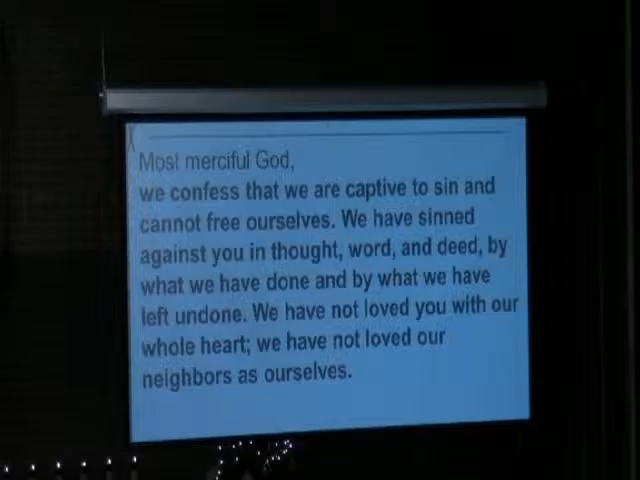 Most merciful God,
we confess that we are captive to sin and
cannot free ourselves. We have sinned
against you in thought, word, and deed, by
what we have done and by what we have
left undone. We have not loved you with our
whole heart; we have not loved our
neighbors as ourselves.